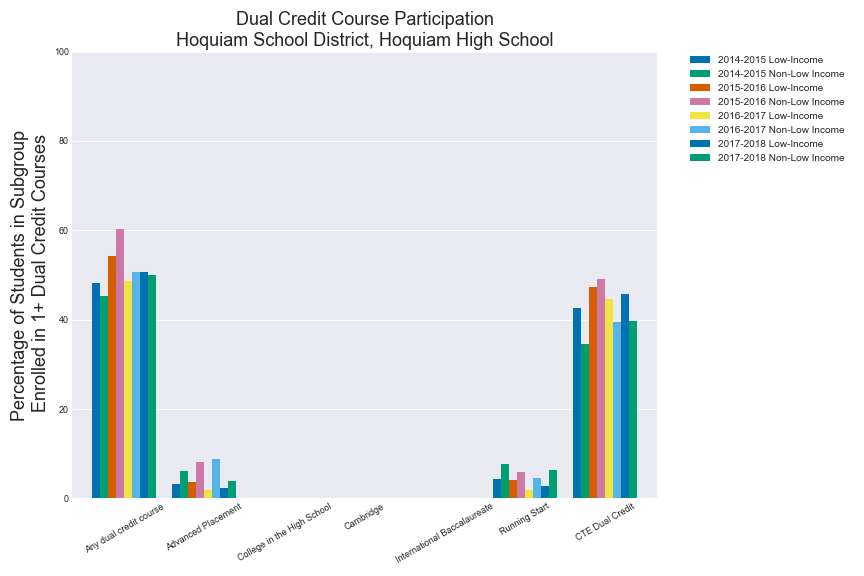 Dual Credit Course Participation
Hoquiam School District, Hoquiam High School
Percentage of Students in Subgroup
Enrolled in 1+ Dual Credit Courses
100
80
60
40
20
0
Any dual credit course
Advanced Placement
College in the High School
Cambridge
International Baccalaureate
Running Start
CTE Dual Credit
2014-2015 Low-Income
2014-2015 Non-Low Income
2015-2016 Low-Income
2015-2016 Non-Low Income
2016-2017 Low-Income
2016-2017 Non-Low Income
2017-2018 Low-Income
2017-2018 Non-Low Income